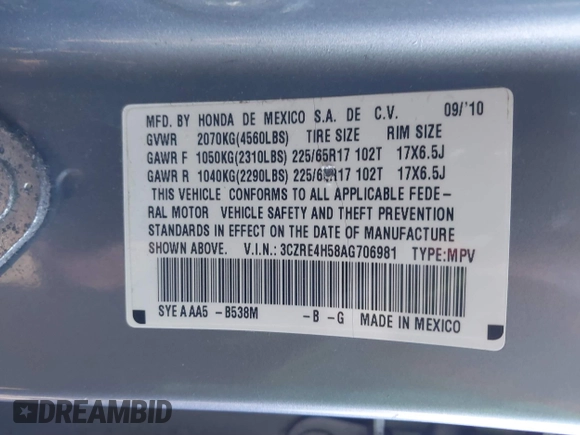 MFD. BY HONDA DE MEXICO S.A. DE C.V. 09/'10
GVWR 2070KG(4560LBS) TIRE SIZE RIM SIZE
GAWR F 1050KG(2310LBS) 225/65R17 102T 17X6.5J
GAWR R 1040KG(2290LBS) 225/65R17 102T 17X6.5J
THIS VEHICLE CONFORMS TO ALL APPLICABLE FEDE-
RAL MOTOR VEHICLE SAFETY AND THEFT PREVENTION
STANDARDS IN EFFECT ON THE DATE OF MANUFACTURE
SHOWN ABOVE. V.I.N.: 3CZRE4H58AG706981 TYPE:MPV
SYE A AA5 -B538M -B -G MADE IN MEXICO
DREAMBID